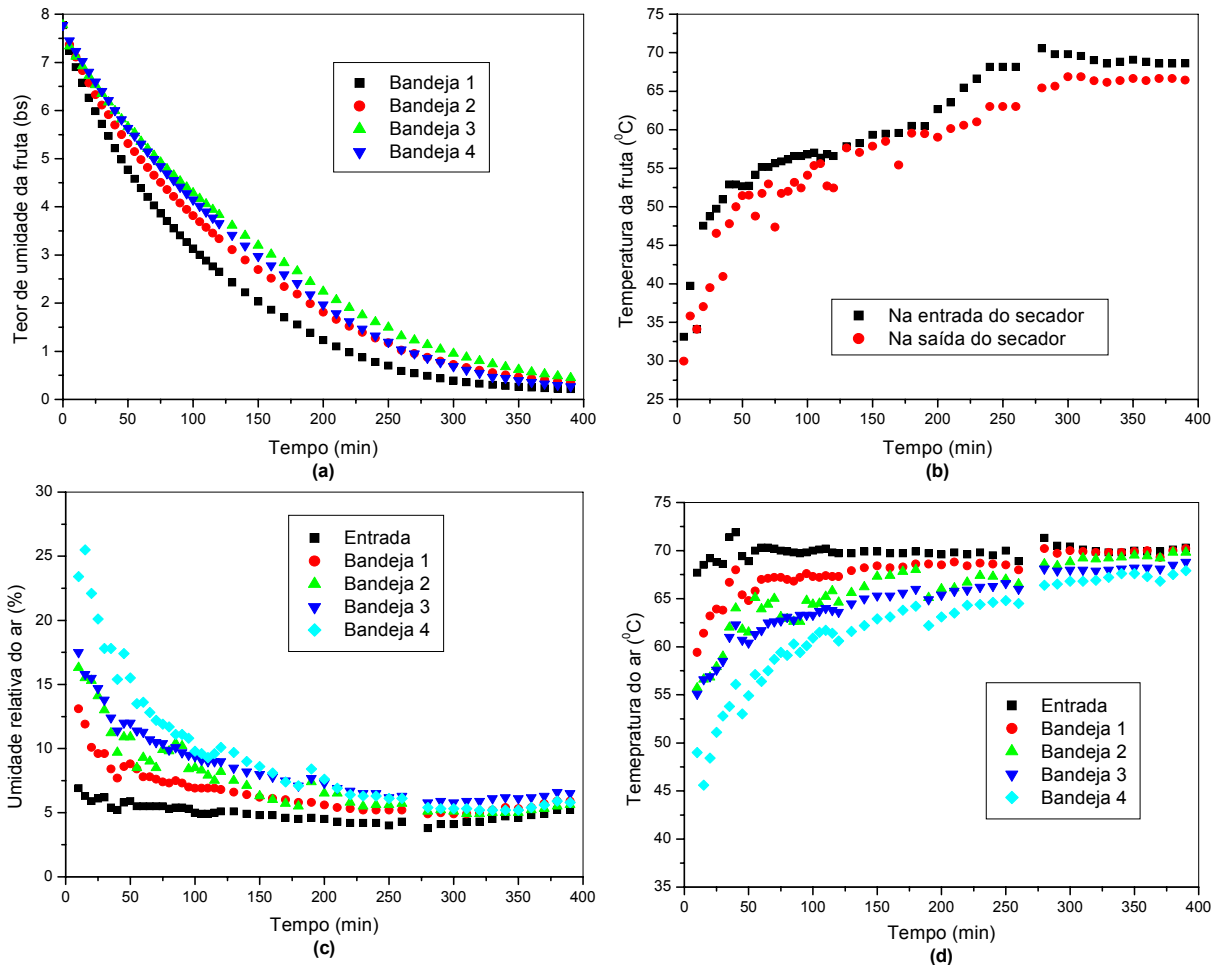 8
7
6
5
4
3
2
1
0
Teor de umidade da fruta (bs)
Bandeja 1
Bandeja 2
Bandeja 3
Bandeja 4
0 50 100 150 200 250 300 350 400
Tempo (min)
(a)
75
70
65
60
55
50
45
40
35
30
25
Temperatura da fruta (⁰C)
Na entrada do secador
Na saída do secador
0 50 100 150 200 250 300 350 400
Tempo (min)
(b)
30
25
20
15
10
5
0
Umidade relativa do ar (%)
Entrada
Bandeja 1
Bandeja 2
Bandeja 3
Bandeja 4
0 50 100 150 200 250 300 350 400
Tempo (min)
(c)
75
70
65
60
55
50
45
40
35
Temepratura do ar (⁰C)
Entrada
Bandeja 1
Bandeja 2
Bandeja 3
Bandeja 4
0 50 100 150 200 250 300 350 400
Tempo (min)
(d)